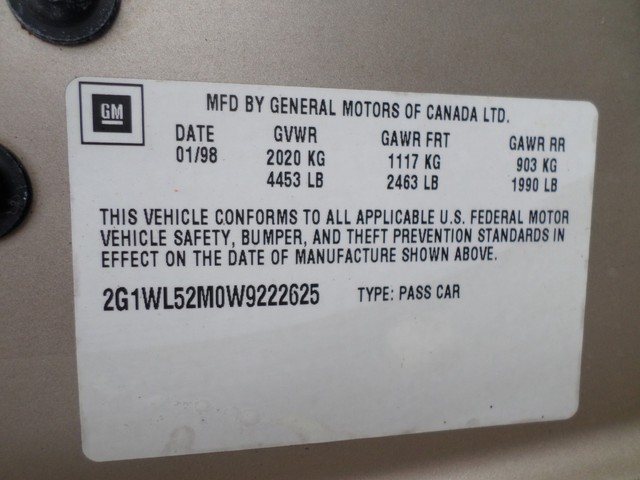 GM
MFD BY GENERAL MOTORS OF CANADA LTD.
DATE GVWR GAWR FRT GAWR RR
01/98 2020 KG 1117 KG 903 KG
4453 LB 2463 LB 1990 LB
THIS VEHICLE CONFORMS TO ALL APPLICABLE U.S. FEDERAL MOTOR
VEHICLE SAFETY, BUMPER, AND THEFT PREVENTION STANDARDS IN
EFFECT ON THE DATE OF MANUFACTURE SHOWN ABOVE.
2G1WL52M0W9222625 TYPE: PASS CAR